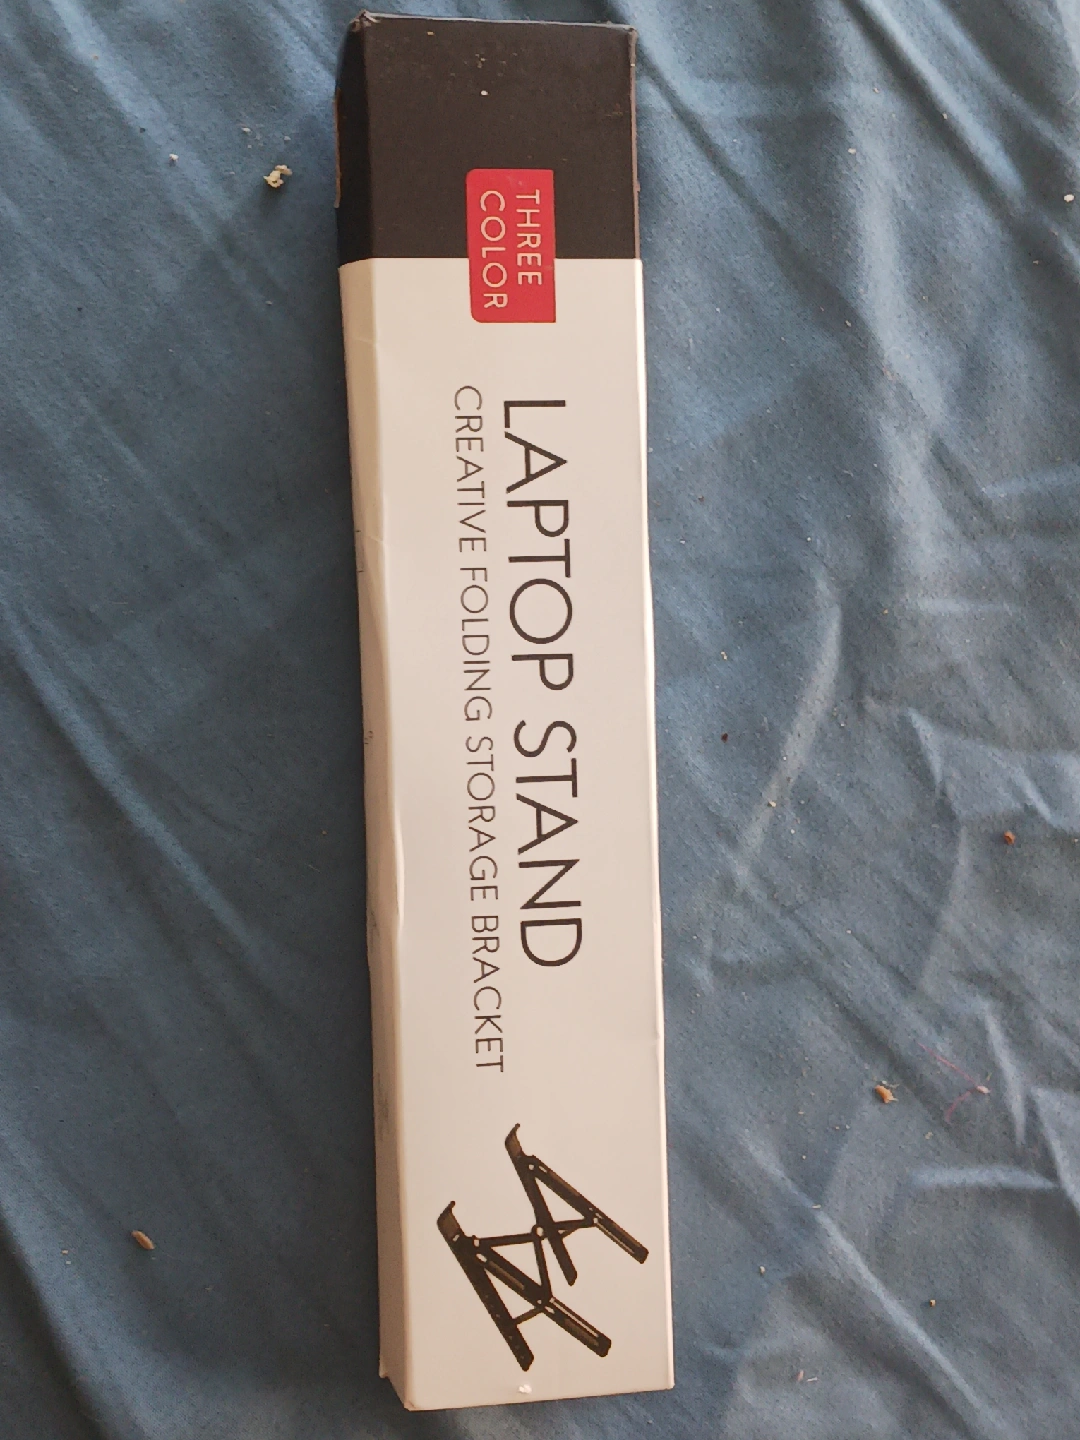 THREE
COLOR
LAPTOP STAND
CREATIVE FOLDING STORAGE BRACKET